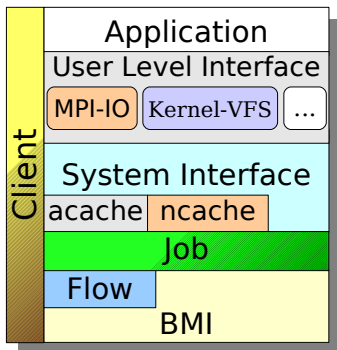 Application
User Level Interface
MPI-IO Kernel-VFS ...
Client
System Interface
acache ncache
Job
Flow
BMI